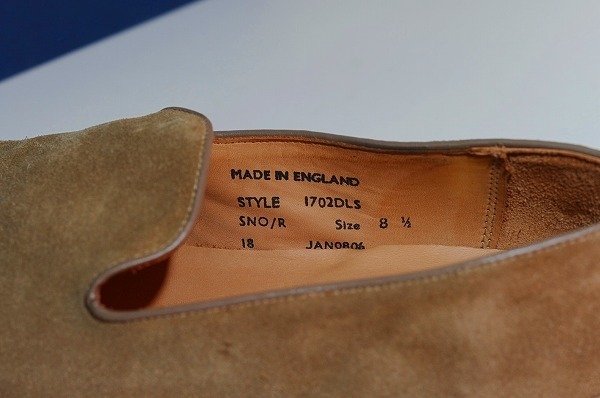 MADE IN ENGLAND
STYLE 1702DLS
SNO/R Size 8 ½
18 JAN0806